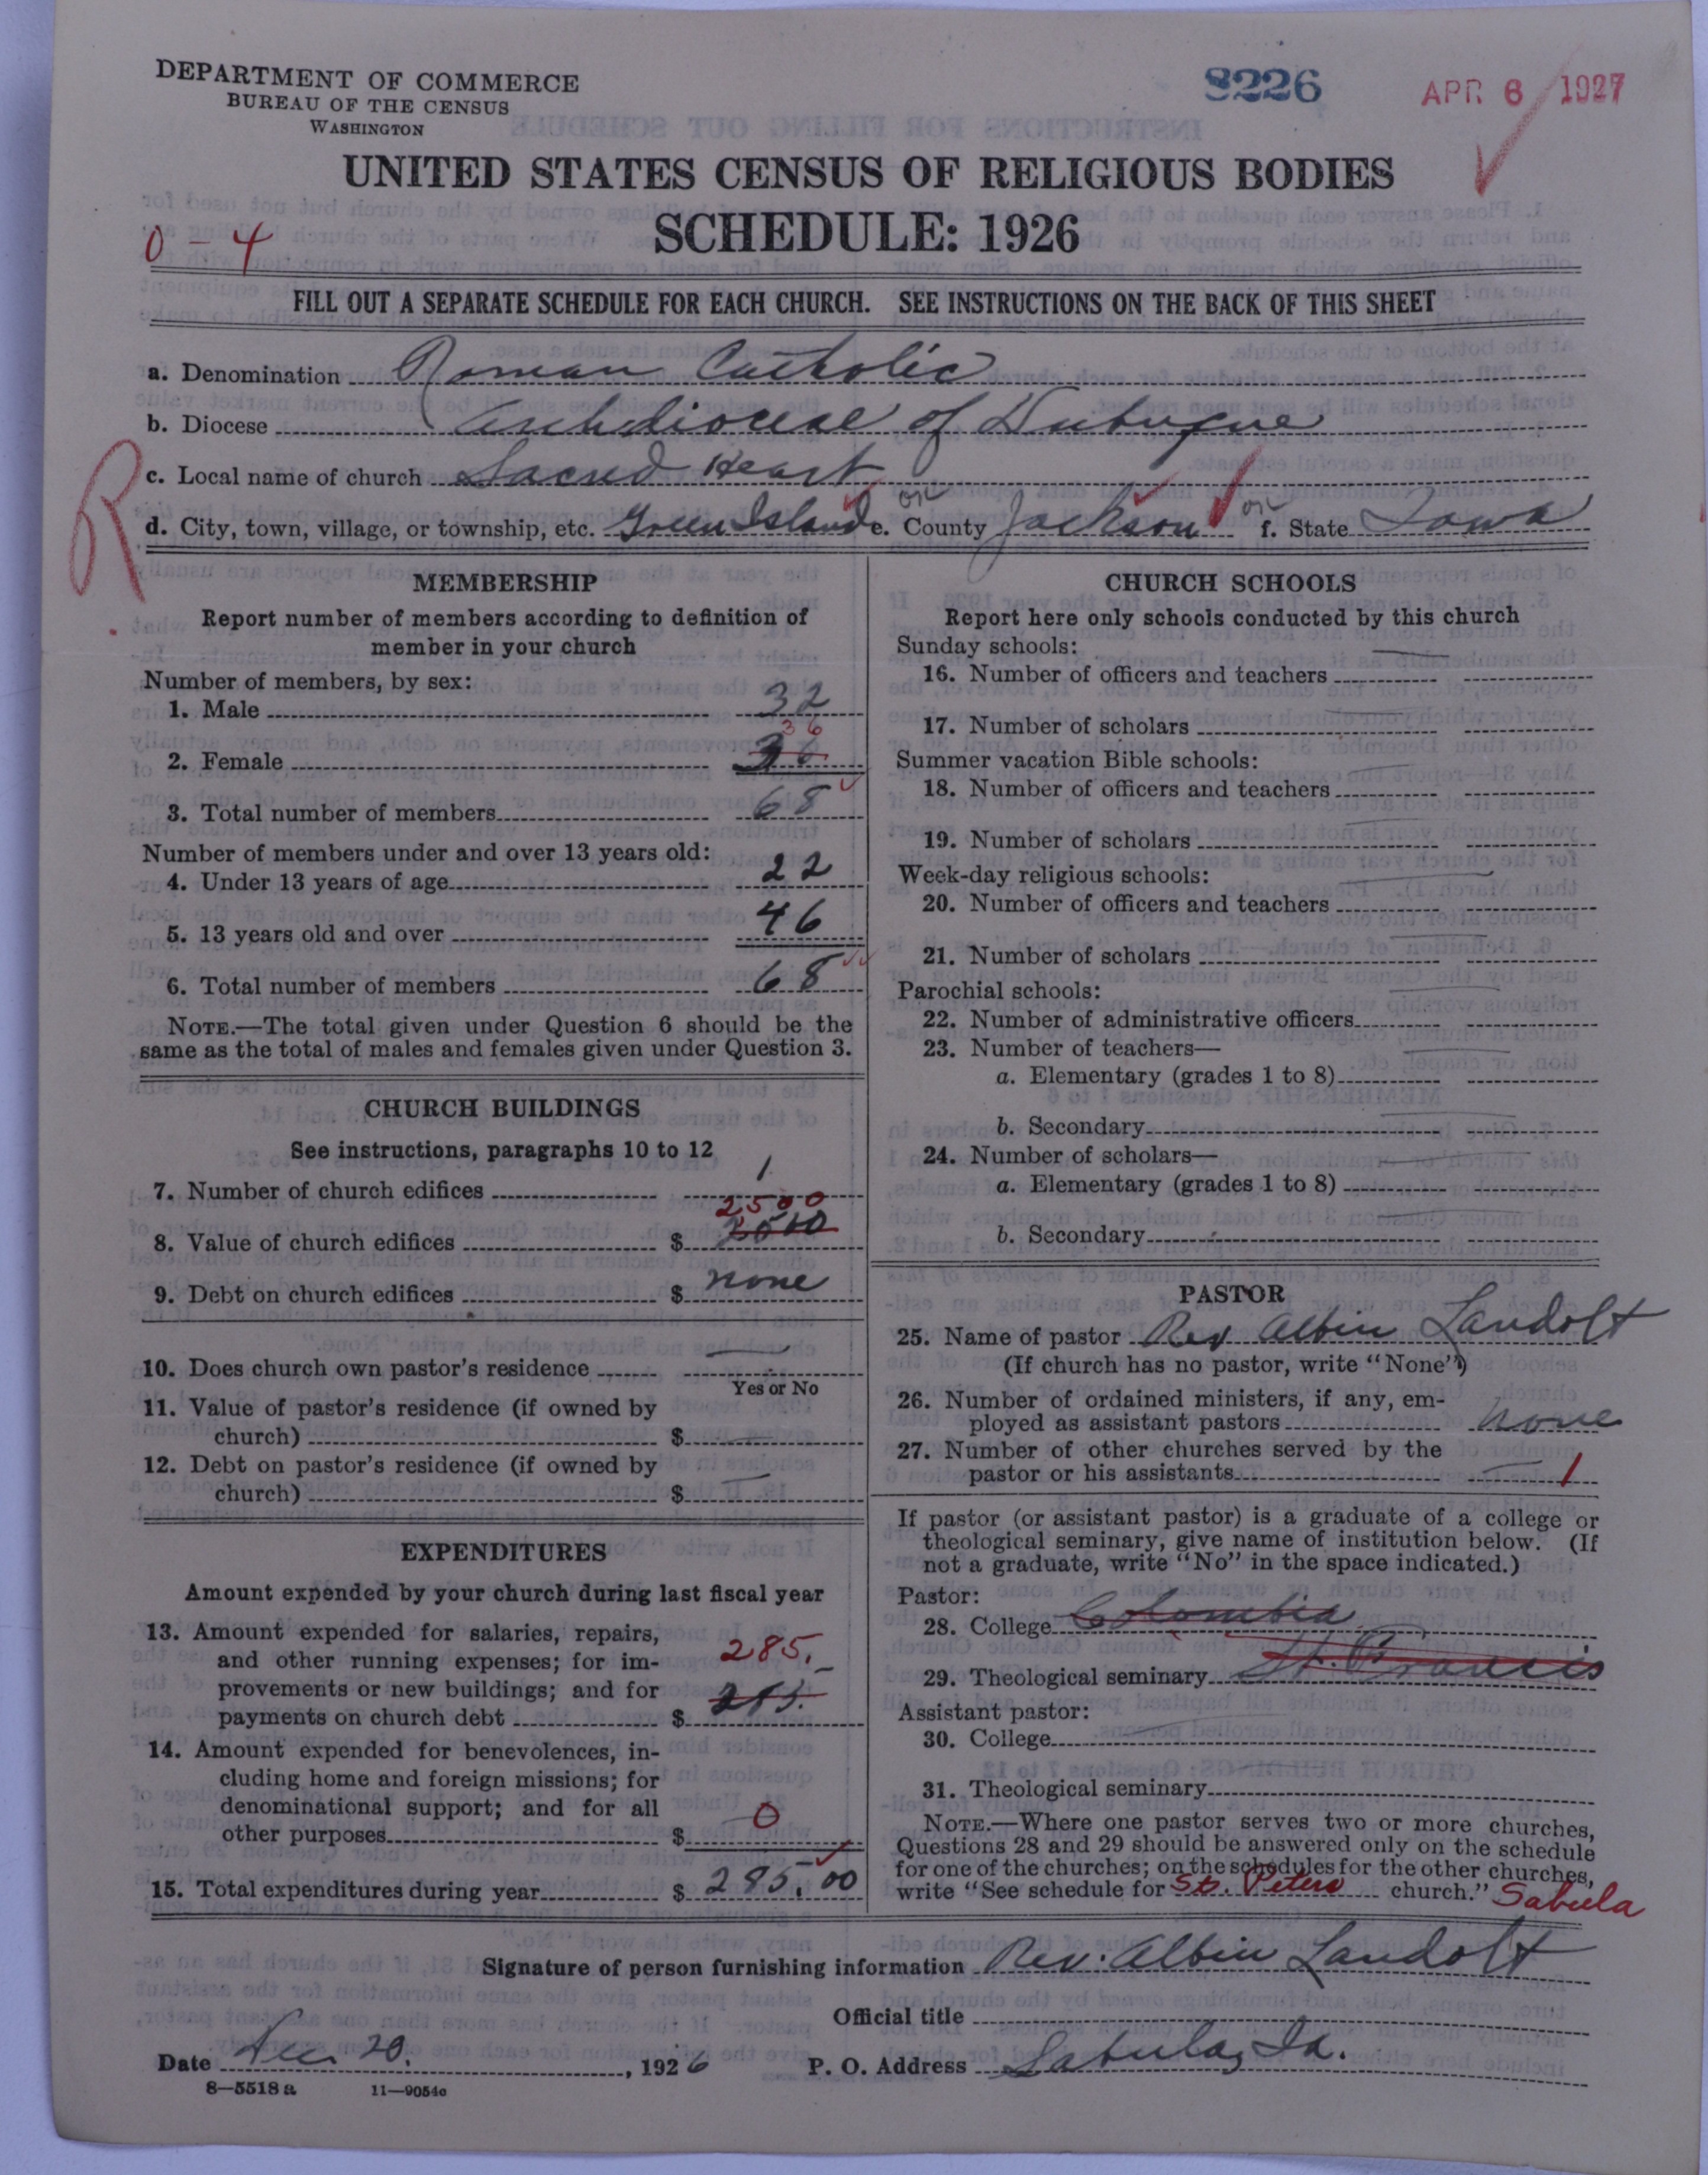 DEPARTMENT OF COMMERCE
BUREAU OF THE CENSUS
WASHINGTON
8226
APR 6 1927
UNITED STATES CENSUS OF RELIGIOUS BODIES
SCHEDULE: 1926
0 - 4
FILL OUT A SEPARATE SCHEDULE FOR EACH CHURCH. SEE INSTRUCTIONS ON THE BACK OF THIS SHEET
a. Denomination Roman Catholic
b. Diocese Archdiocese of Dubuque
R
c. Local name of church Sacred Heart
d. City, town, village, or township, etc. Green Island e. County Jackson f. State Iowa
MEMBERSHIP
Report number of members according to definition of
member in your church
Number of members, by sex:
1. Male 32
36
2. Female
3. Total number of members 68
Number of members under and over 13 years old:
4. Under 13 years of age 22
5. 13 years old and over 46
6. Total number of members 68
NOTE.—The total given under Question 6 should be the
same as the total of males and females given under Question 3.
CHURCH BUILDINGS
See instructions, paragraphs 10 to 12
7. Number of church edifices 1
2500
8. Value of church edifices $
9. Debt on church edifices $ none
10. Does church own pastor's residence
Yes or No
11. Value of pastor's residence (if owned by
church) $
12. Debt on pastor's residence (if owned by
church) $
EXPENDITURES
Amount expended by your church during last fiscal year
13. Amount expended for salaries, repairs,
and other running expenses; for im- 285.
provements or new buildings; and for
payments on church debt $
14. Amount expended for benevolences, in-
cluding home and foreign missions; for
denominational support; and for all
other purposes $ 0
15. Total expenditures during year $ 285.00
CHURCH SCHOOLS
Report here only schools conducted by this church
Sunday schools:
16. Number of officers and teachers
17. Number of scholars
Summer vacation Bible schools:
18. Number of officers and teachers
19. Number of scholars
Week-day religious schools:
20. Number of officers and teachers
21. Number of scholars
Parochial schools:
22. Number of administrative officers
23. Number of teachers—
a. Elementary (grades 1 to 8)
b. Secondary
24. Number of scholars—
a. Elementary (grades 1 to 8)
b. Secondary
PASTOR
25. Name of pastor Rev Albin Landolt
(If church has no pastor, write "None")
26. Number of ordained ministers, if any, em-
ployed as assistant pastors none
27. Number of other churches served by the
pastor or his assistants 1
If pastor (or assistant pastor) is a graduate of a college or
theological seminary, give name of institution below. (If
not a graduate, write "No" in the space indicated.)
Pastor:
28. College Colombia
29. Theological seminary St. Francis
Assistant pastor:
30. College
31. Theological seminary
NOTE.—Where one pastor serves two or more churches,
Questions 28 and 29 should be answered only on the schedule
for one of the churches; on the schedules for the other churches,
write "See schedule for St. Peters church." Sabula
Signature of person furnishing information Rev. Albin Landolt
Official title
Date Dec 20. , 1926 P. O. Address Sabula, Ia.
8—5518 a 11—9054c